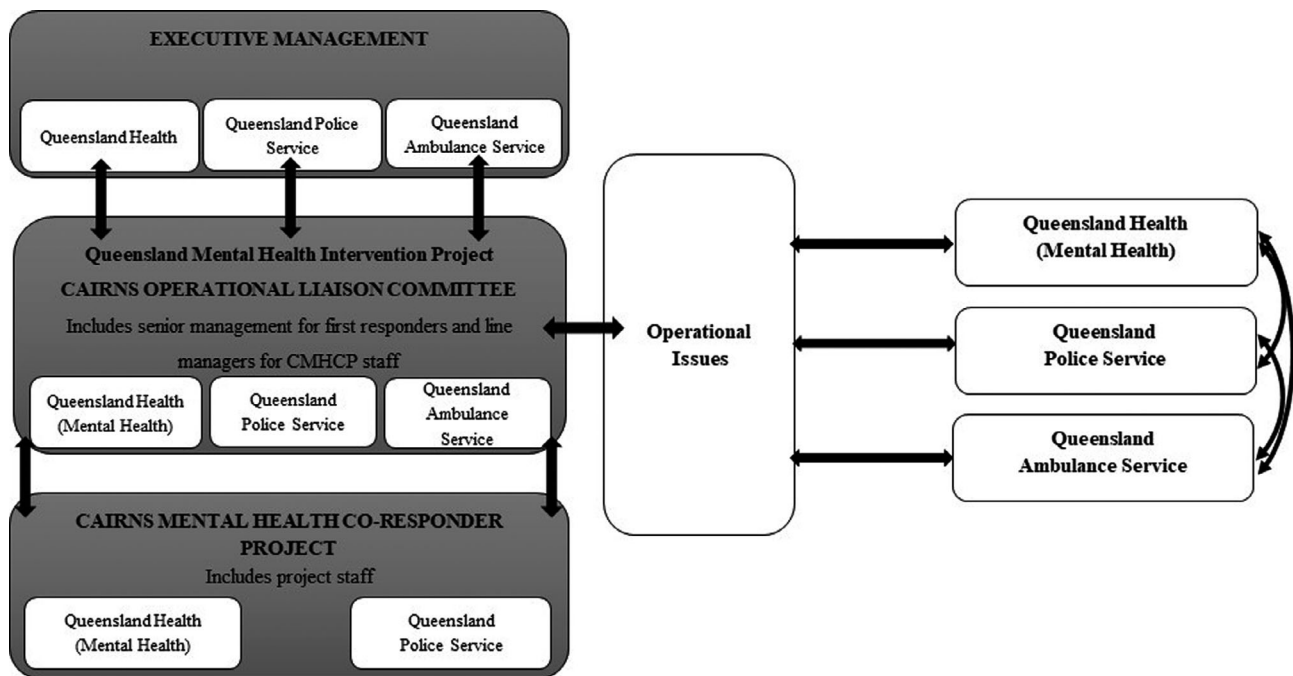 EXECUTIVE MANAGEMENT
Queensland Health
Queensland Police
Service
Queensland
Ambulance Service
Queensland Mental Health Intervention Project
CAIRNS OPERATIONAL LIAISON COMMITTEE
Includes senior management for first responders and line
managers for CMHCP staff
Queensland Health
(Mental Health)
Queensland
Police Service
Queensland
Ambulance
Service
CAIRNS MENTAL HEALTH CO-RESPONDER
PROJECT
Includes project staff
Queensland Health
(Mental Health)
Queensland
Police Service
Operational
Issues
Queensland Health
(Mental Health)
Queensland
Police Service
Queensland
Ambulance Service